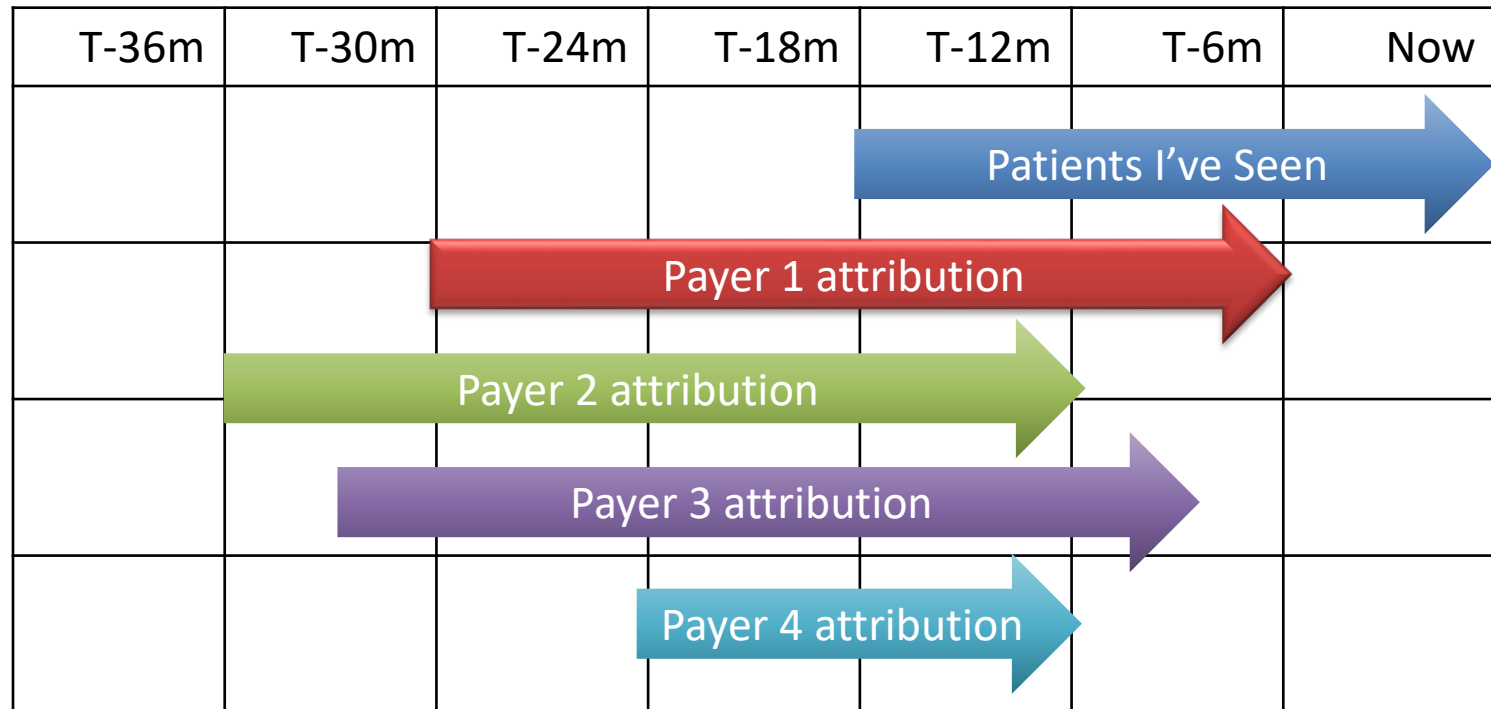 T-36m T-30m T-24m T-18m T-12m T-6m Now
Patients I’ve Seen
Payer 1 attribution
Payer 2 attribution
Payer 3 attribution
Payer 4 attribution